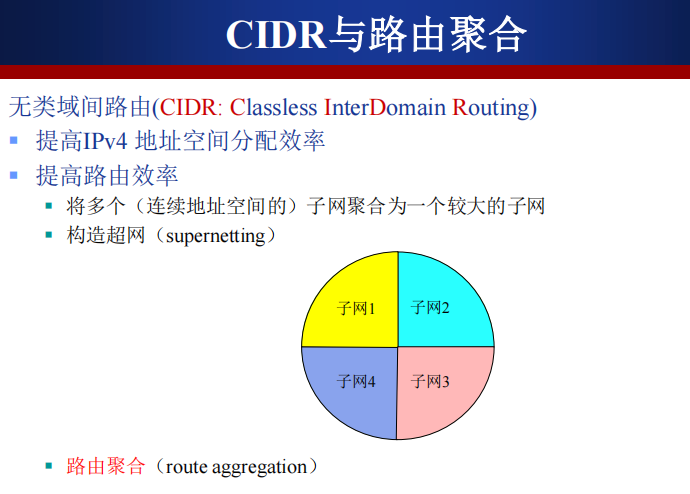 CIDR与路由聚合
无类域间路由(CIDR: Classless InterDomain Routing)
提高IPv4 地址空间分配效率
提高路由效率
将多个（连续地址空间的）子网聚合为一个较大的子网
构造超网（supernetting）
子网1
子网2
子网4
子网3
路由聚合（route aggregation）